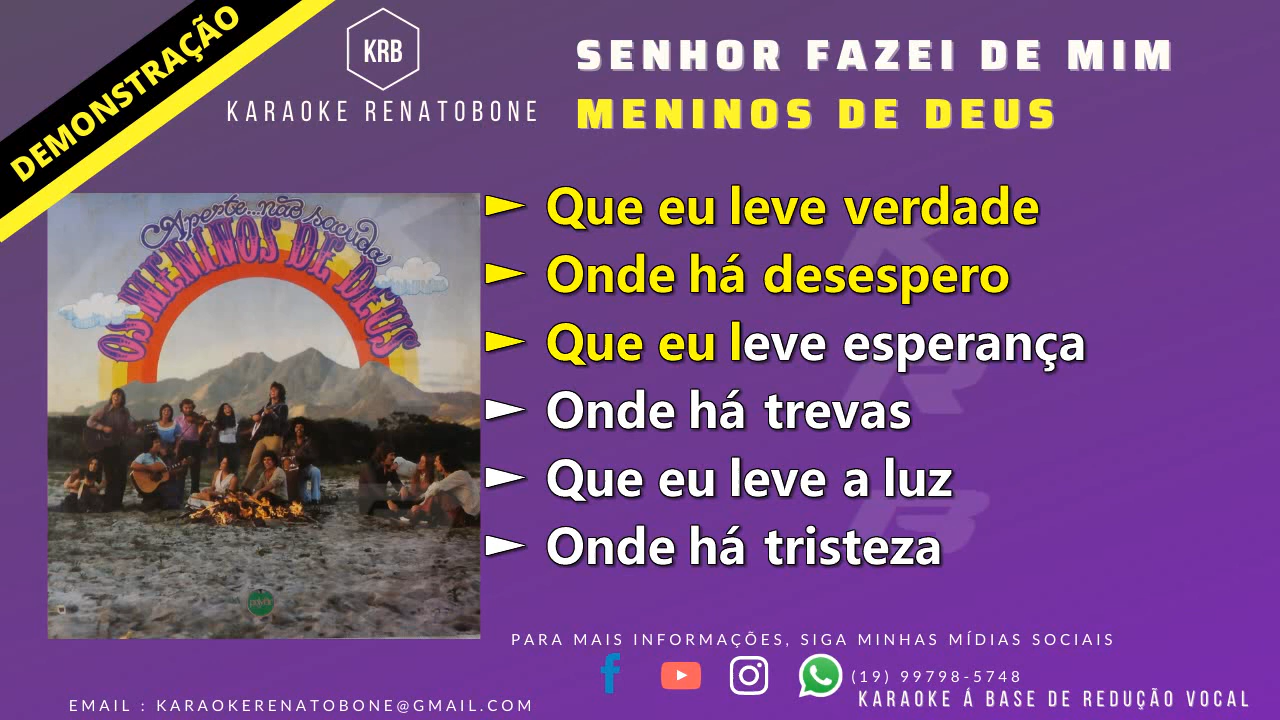 DEMONSTRAÇÃO
KRB
KARAOKE RENATOBONE
SENHOR FAZEI DE MIM
MENINOS DE DEUS
Aperte...não sacuda
OS MENINOS DE DEUS
polydor
Que eu leve verdade
Onde há desespero
Que eu leve esperança
Onde há trevas
Que eu leve a luz
Onde há tristeza
KRB
PARA MAIS INFORMAÇÕES, SIGA MINHAS MÍDIAS SOCIAIS
(19) 99798-5748
KARAOKE Á BASE DE REDUÇÃO VOCAL
EMAIL : KARAOKERENATOBONE@GMAIL.COM